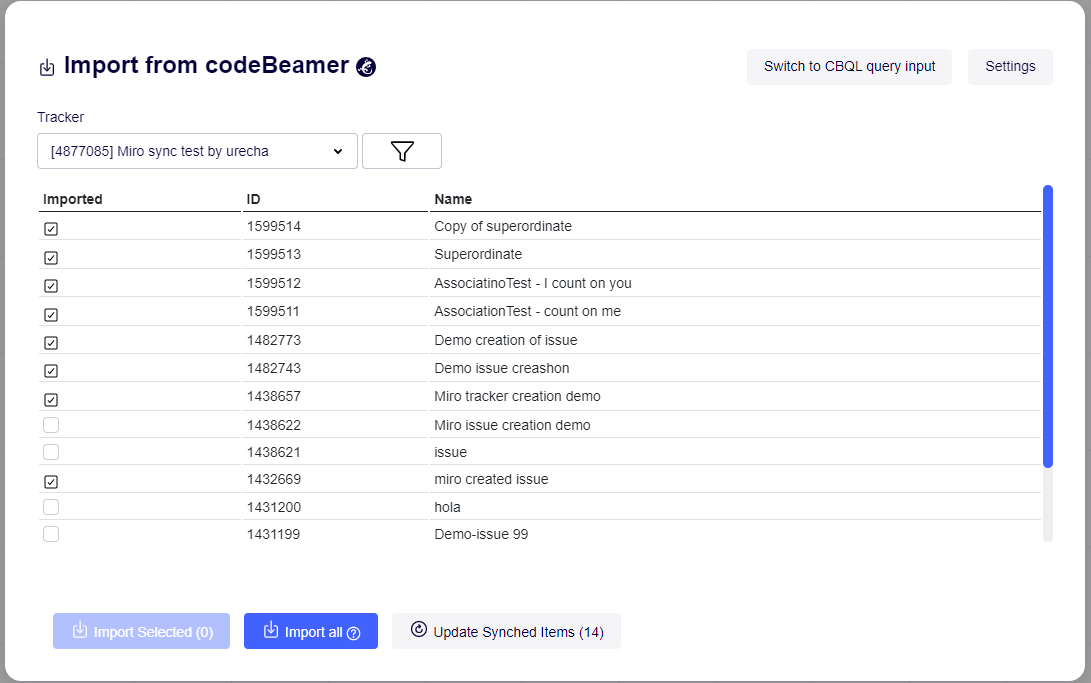 Import from codeBeamer
Switch to CBQL query input
Settings
Tracker
[4877085] Miro sync test by urecha
Imported ID Name
1599514 Copy of superordinate
1599513 Superordinate
1599512 AssociatinoTest - I count on you
1599511 AssociationTest - count on me
1482773 Demo creation of issue
1482743 Demo issue creashon
1438657 Miro tracker creation demo
1438622 Miro issue creation demo
1438621 issue
1432669 miro created issue
1431200 hola
1431199 Demo-issue 99
Import Selected (0)
Import all ?
Update Synched Items (14)